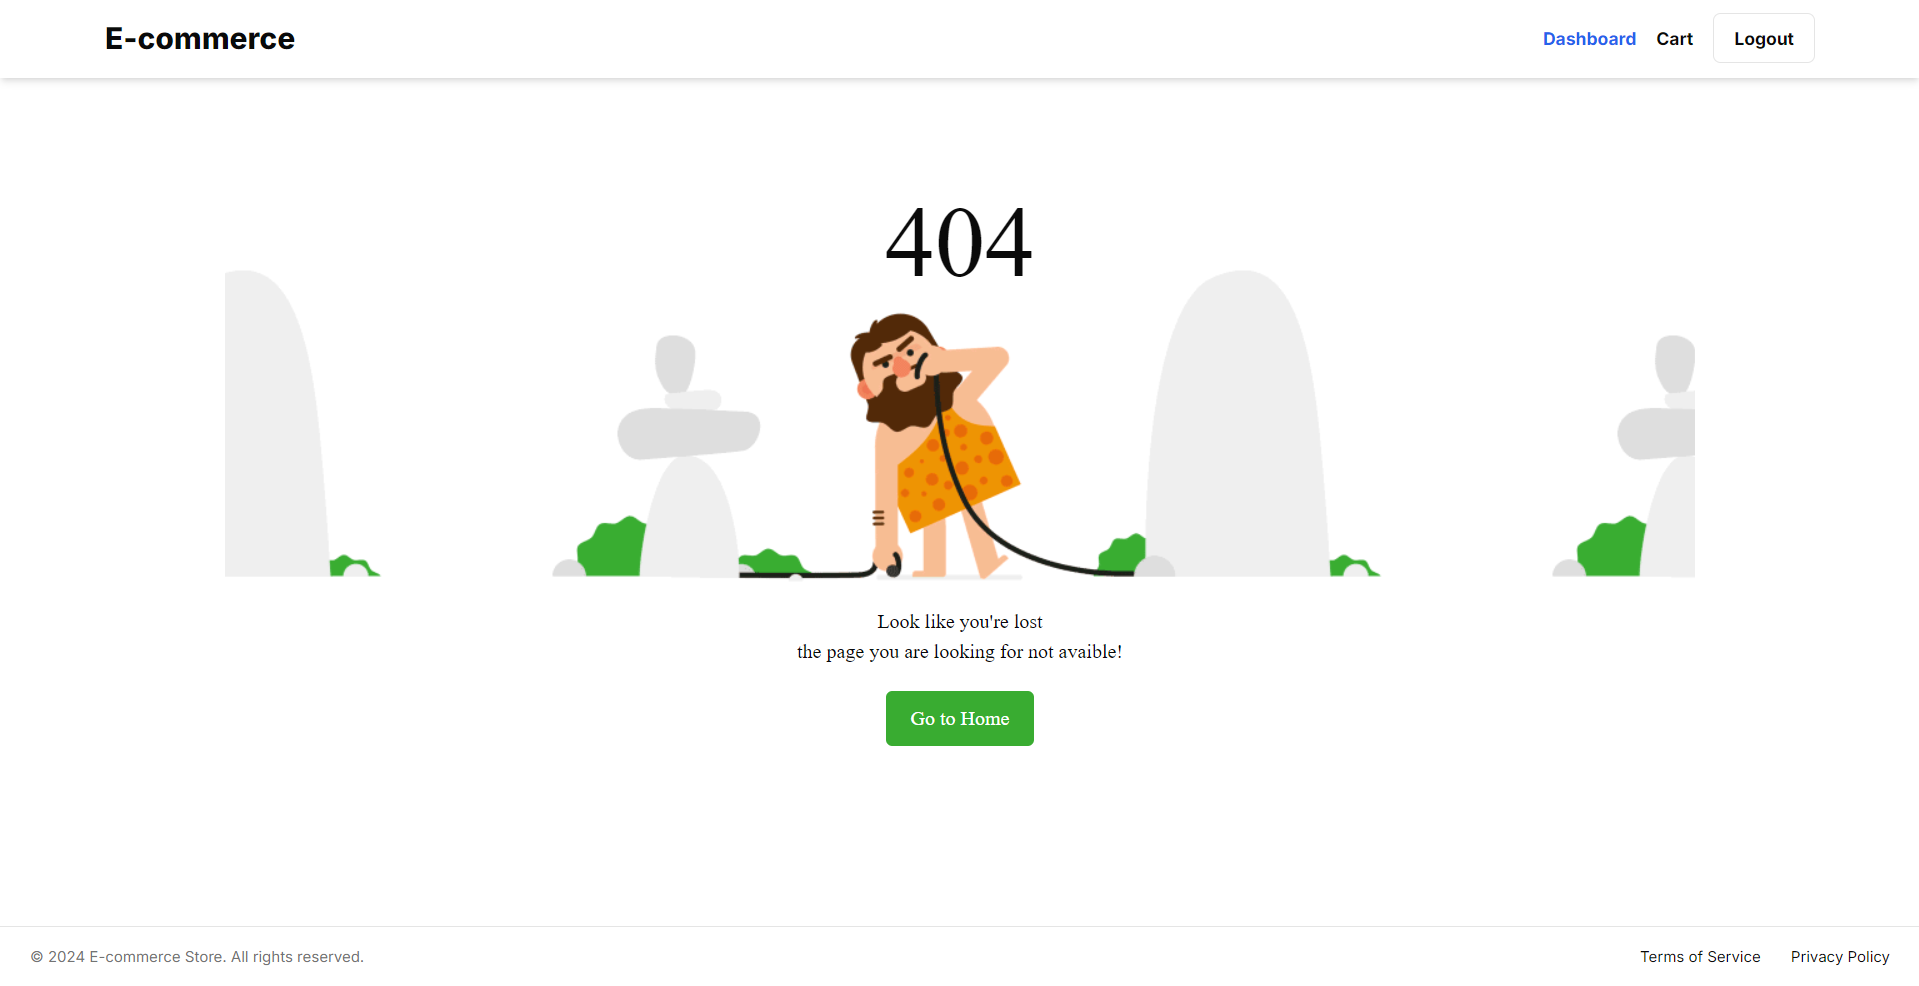 E-commerce
Dashboard Cart Logout
404
Look like you're lost
the page you are looking for not avaible!
Go to Home
© 2024 E-commerce Store. All rights reserved.
Terms of Service Privacy Policy